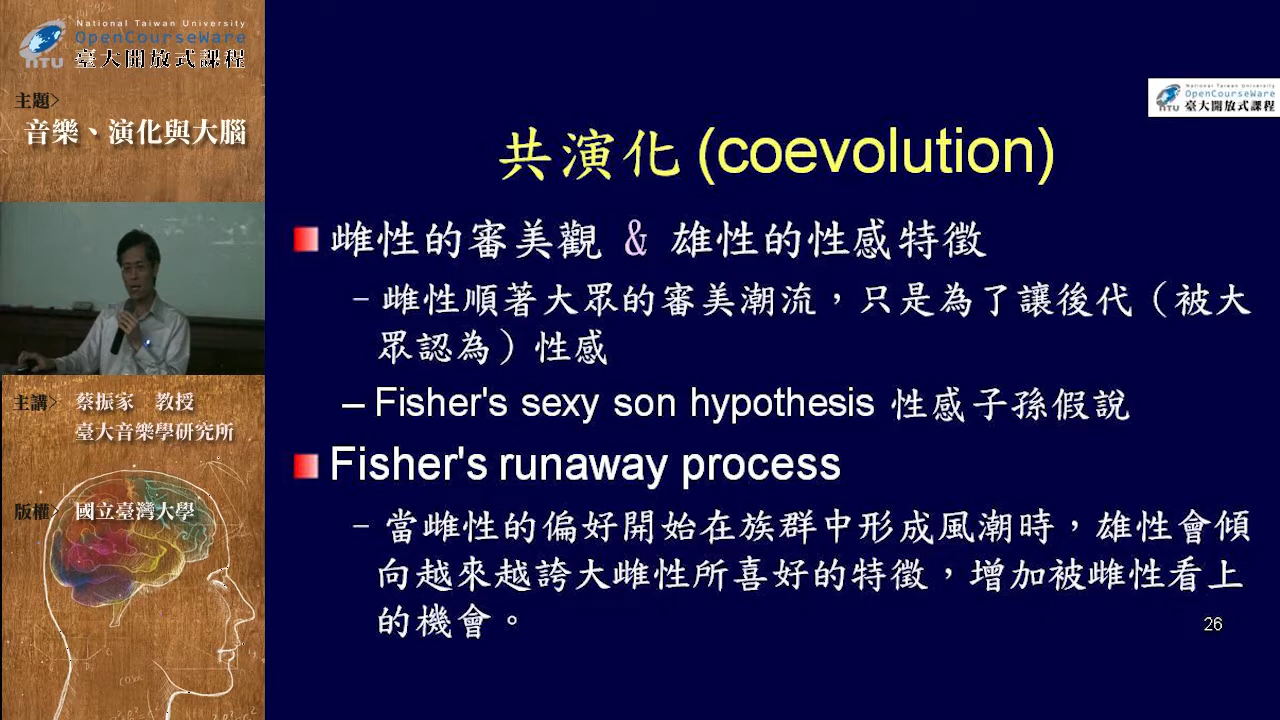 National Taiwan University
OpenCourseWare
NTU 臺大開放式課程
主題>
音樂、演化與大腦
主講> 蔡振家 教授
臺大音樂學研究所
版權> 國立臺灣大學
National Taiwan University
OpenCourseWare
NTU 臺大開放式課程
共演化 (coevolution)
雌性的審美觀 & 雄性的性感特徵
–雌性順著大眾的審美潮流，只是為了讓後代（被大
眾認為）性感
– Fisher's sexy son hypothesis 性感子孫假說
Fisher's runaway process
–當雌性的偏好開始在族群中形成風潮時，雄性會傾
向越來越誇大雌性所喜好的特徵，增加被雌性看上
的機會。
26